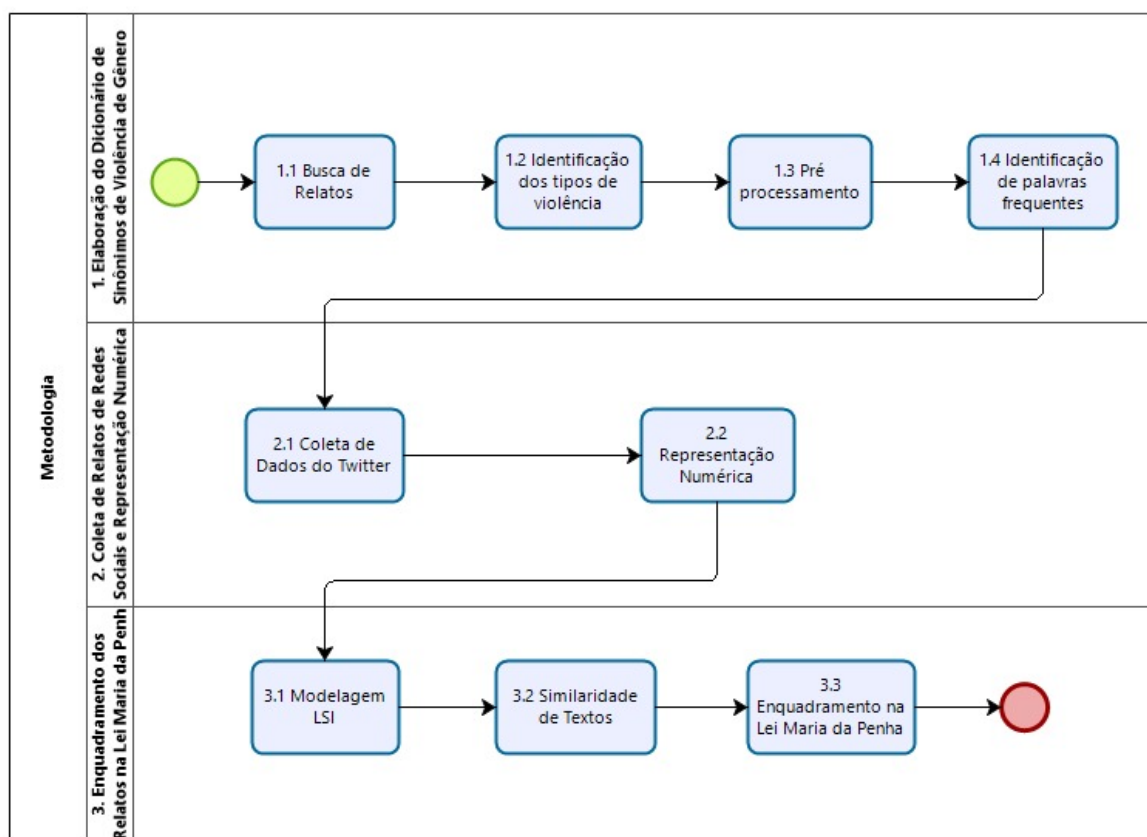 Metodologia
1. Elaboração do Dicionário de
Sinônimos de Violência de Gênero
1.1 Busca de
Relatos
1.2 Identificação
dos tipos de
violência
1.3 Pré
processamento
1.4 Identificação
de palavras
frequentes
2. Coleta de Relatos de Redes
Sociais e Representação Numérica
2.1 Coleta de
Dados do Twitter
2.2
Representação
Numérica
3. Enquadramento dos
Relatos na Lei Maria da Penh
3.1 Modelagem
LSI
3.2 Similaridade
de Textos
3.3
Enquadramento na
Lei Maria da Penha